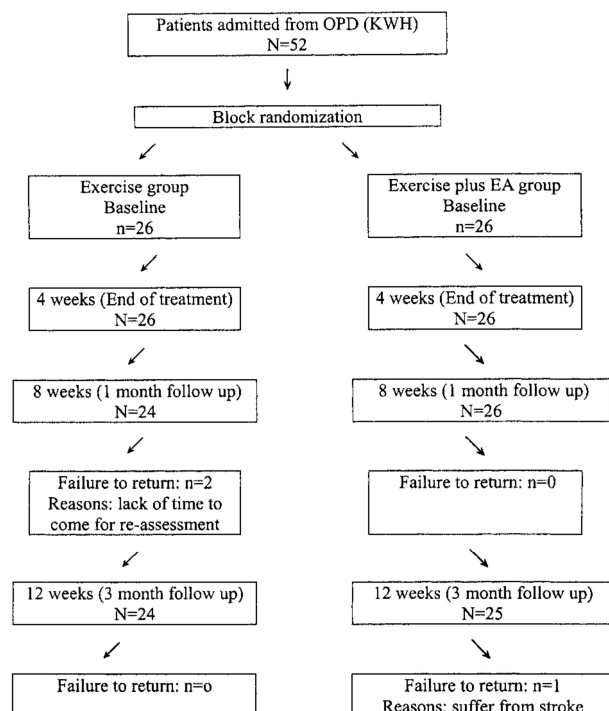 Patients admitted from OPD (KWH)
N=52
Block randomization
Exercise group
Baseline
n=26
Exercise plus EA group
Baseline
n=26
4 weeks (End of treatment)
N=26
4 weeks (End of treatment)
N=26
8 weeks (1 month follow up)
N=24
8 weeks (1 month follow up)
N=26
Failure to return: n=2
Reasons: lack of time to
come for re-assessment
Failure to return: n=0
12 weeks (3 month follow up)
N=24
12 weeks (3 month follow up)
N=25
Failure to return: n=o
Failure to return: n=1
Reasons: suffer from stroke